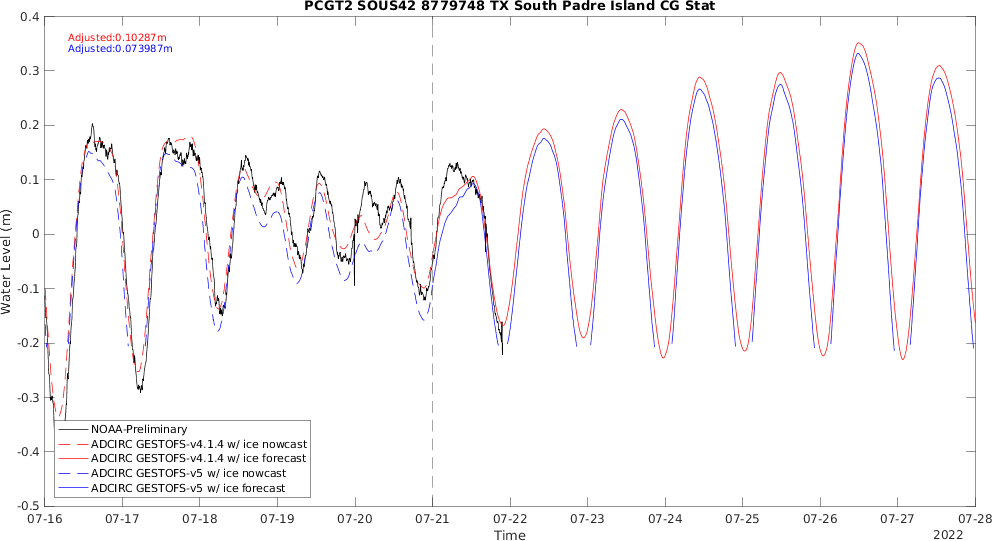 PCGT2 SOUS42 8779748 TX South Padre Island CG Stat
Adjusted:0.10287m
Adjusted:0.073987m
Water Level (m)
0.4
0.3
0.2
0.1
0
-0.1
-0.2
-0.3
-0.4
-0.5
NOAA-Preliminary
ADCIRC GESTOFS-v4.1.4 w/ ice nowcast
ADCIRC GESTOFS-v4.1.4 w/ ice forecast
ADCIRC GESTOFS-v5 w/ ice nowcast
ADCIRC GESTOFS-v5 w/ ice forecast
07-16 07-17 07-18 07-19 07-20 07-21 07-22 07-23 07-24 07-25 07-26 07-27 07-28
Time
2022